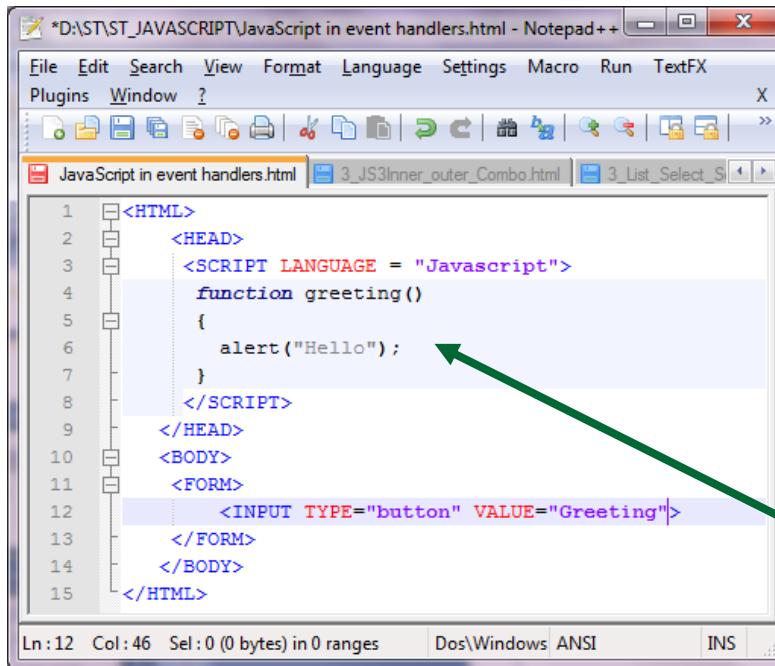 *D:\ST\ST_JAVASCRIPT\JavaScript in event handlers.html - Notepad++
File Edit Search View Format Language Settings Macro Run TextFX
Plugins Window ? X
JavaScript in event handlers.html 3_JS3Inner_outer_Combo.html 3_List_Select_S
1 <HTML>
2 <HEAD>
3 <SCRIPT LANGUAGE = "Javascript">
4 function greeting()
5 {
6 alert("Hello");
7 }
8 </SCRIPT>
9 </HEAD>
10 <BODY>
11 <FORM>
12 <INPUT TYPE="button" VALUE="Greeting">
13 </FORM>
14 </BODY>
15 </HTML>
Ln : 12 Col : 46 Sel : 0 (0 bytes) in 0 ranges Dos\Windows ANSI INS